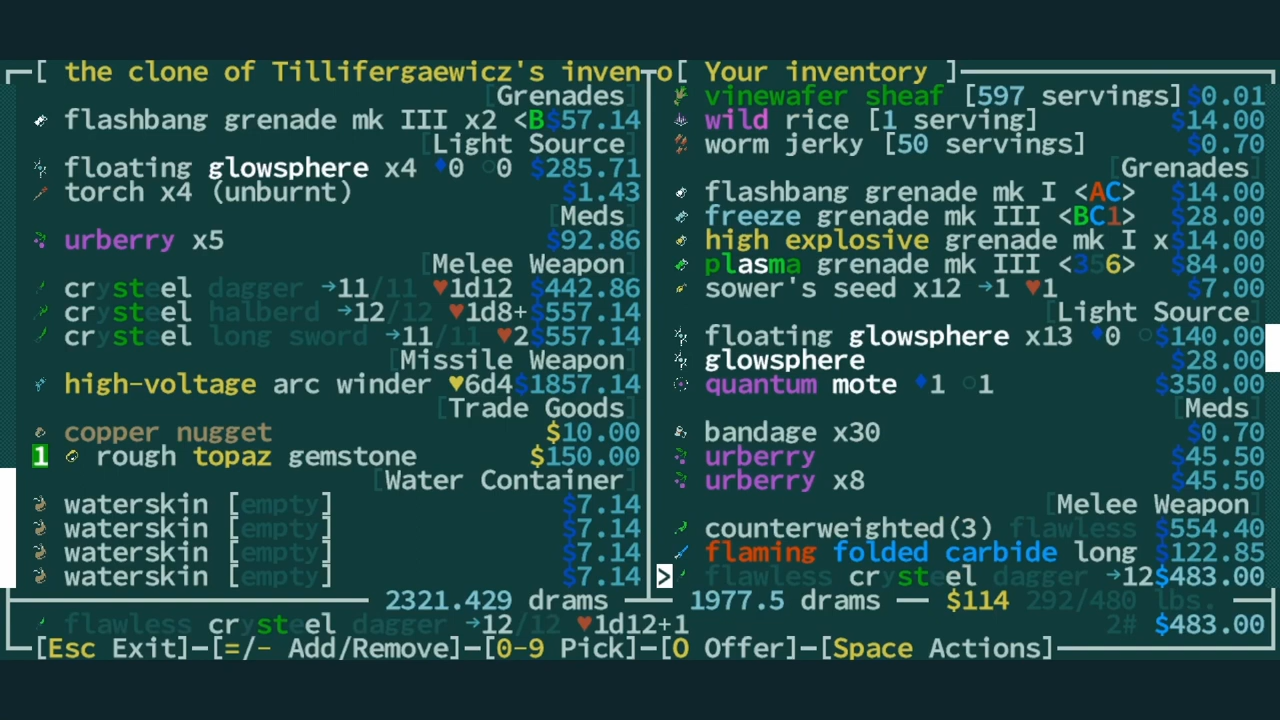 [ the clone of Tillifergaewicz's inven
[Grenades]
flashbang grenade mk III x2 <B$57.14
[Light Source]
floating glowsphere x4 ♦0 ○0 $285.71
torch x4 (unburnt) $1.43
[Meds]
urberry x5 $92.86
[Melee Weapon]
crysteel dagger →11/11 ♥1d12 $442.86
crysteel halberd →12/12 ♥1d8+$557.14
crysteel long sword →11/11 ♥2$557.14
[Missile Weapon]
high-voltage arc winder ♥6d4$1857.14
[Trade Goods]
copper nugget $10.00
1 rough topaz gemstone $150.00
[Water Container]
waterskin [empty] $7.14
waterskin [empty] $7.14
waterskin [empty] $7.14
waterskin [empty] $7.14
o[ Your inventory ]
vinewafer sheaf [597 servings]$0.01
wild rice [1 serving] $14.00
worm jerky [50 servings] $0.70
[Grenades]
flashbang grenade mk I <AC> $14.00
freeze grenade mk III <BC1> $28.00
high explosive grenade mk I x$14.00
plasma grenade mk III <356> $84.00
sower's seed x12 →1 ♥1 $7.00
[Light Source]
floating glowsphere x13 ♦0 ○$140.00
glowsphere $28.00
quantum mote ♦1 ○1 $350.00
[Meds]
bandage x30 $0.70
urberry $45.50
urberry x8 $45.50
[Melee Weapon]
counterweighted(3) flawless $554.40
flaming folded carbide long $122.85
> flawless crysteel dagger →12$483.00
2321.429 drams 1977.5 drams — $114 292/480 lbs.
flawless crysteel dagger →12/12 ♥1d12+1 2# $483.00
[Esc Exit]—[=/- Add/Remove]—[0-9 Pick]—[O Offer]—[Space Actions]